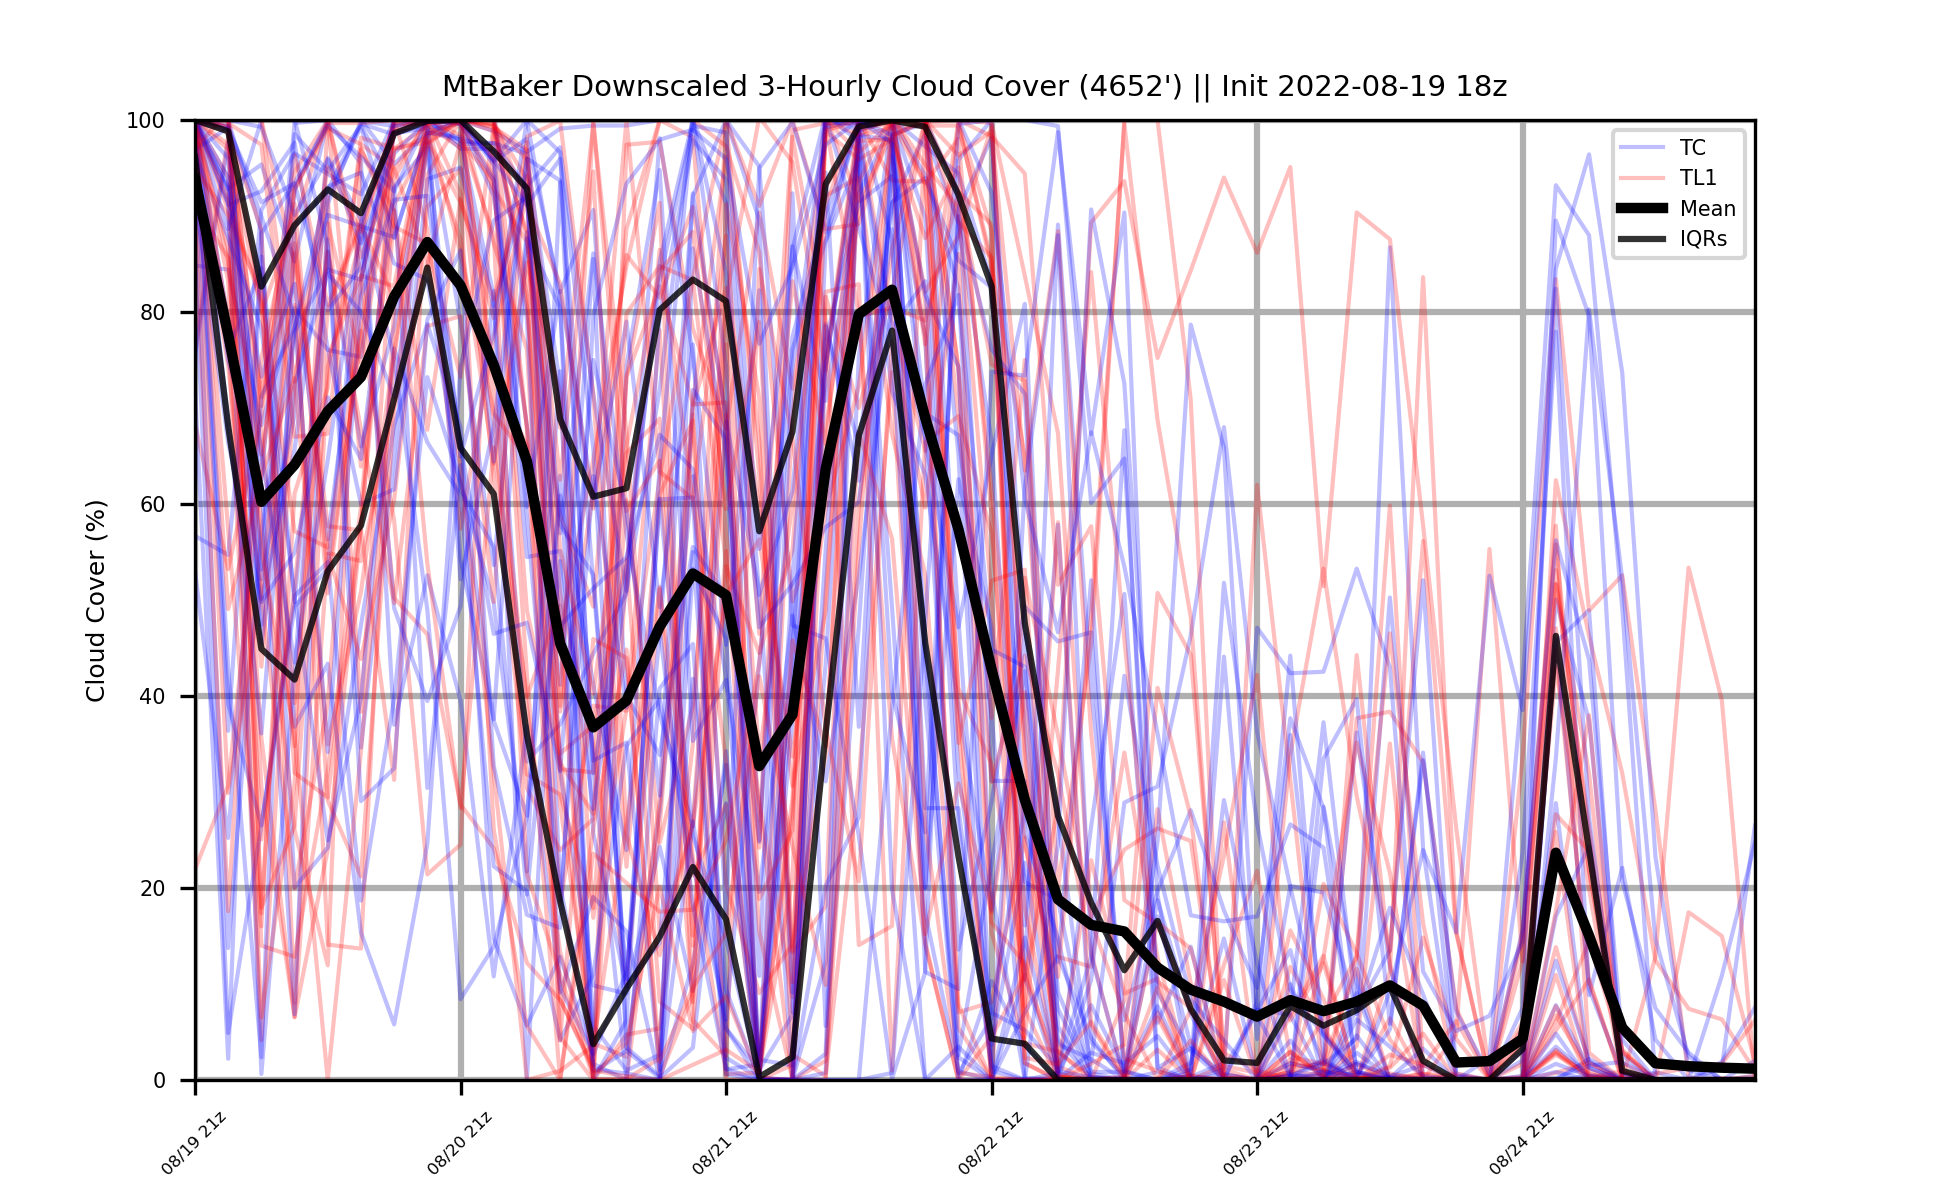 MtBaker Downscaled 3-Hourly Cloud Cover (4652') || Init 2022-08-19 18z
100
80
60
40
20
0
Cloud Cover (%)
TC
TL1
Mean
IQRs
08/19 21z
08/20 21z
08/21 21z
08/22 21z
08/23 21z
08/24 21z